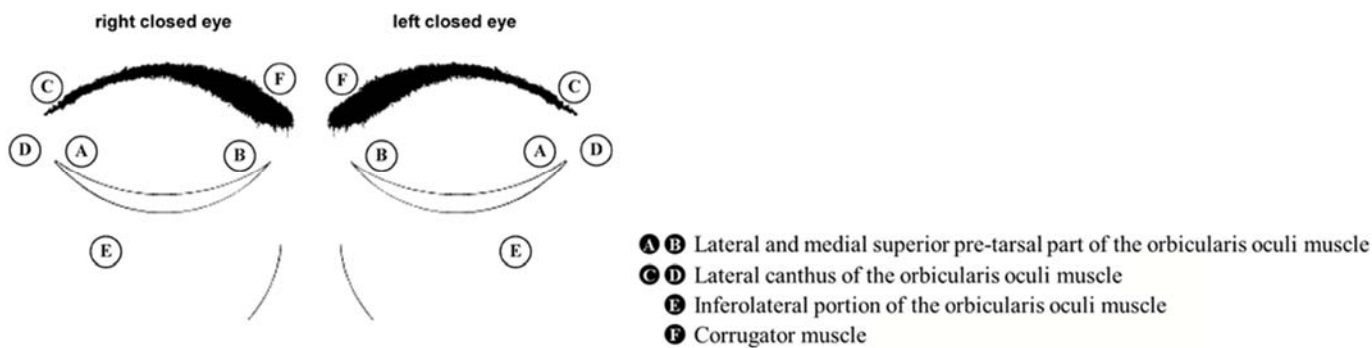 right closed eye left closed eye
F F
C C
D A B B A D
E E
A B Lateral and medial superior pre-tarsal part of the orbicularis oculi muscle
C D Lateral canthus of the orbicularis oculi muscle
E Inferolateral portion of the orbicularis oculi muscle
F Corrugator muscle